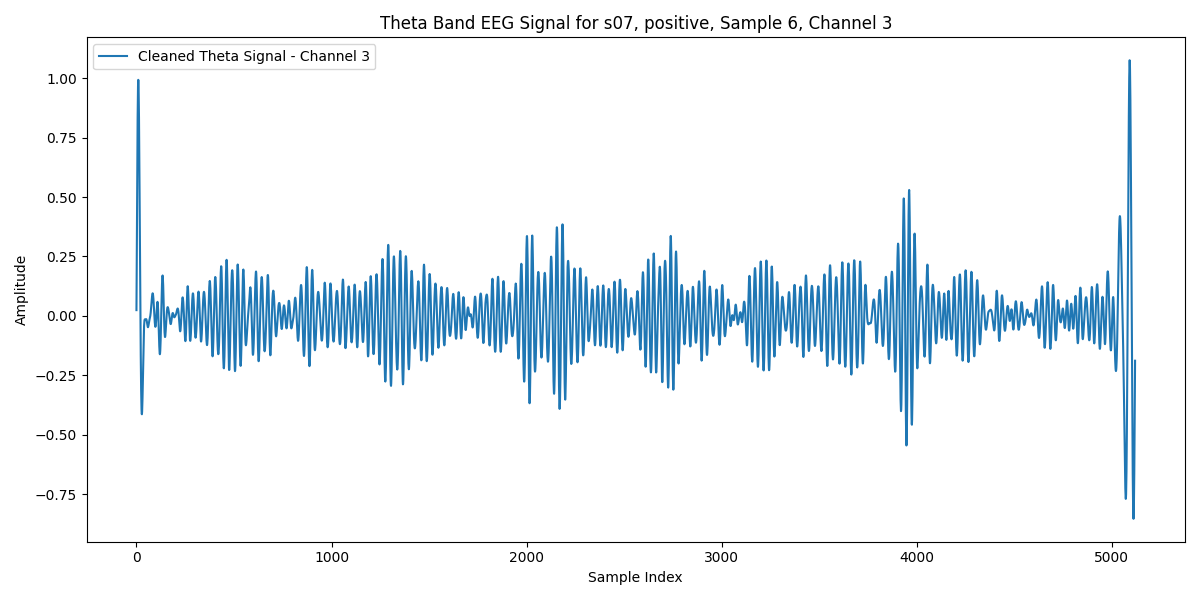 Theta Band EEG Signal for s07, positive, Sample 6, Channel 3
Cleaned Theta Signal - Channel 3
1.00
0.75
0.50
0.25
0.00
−0.25
−0.50
−0.75
Amplitude
0 1000 2000 3000 4000 5000
Sample Index